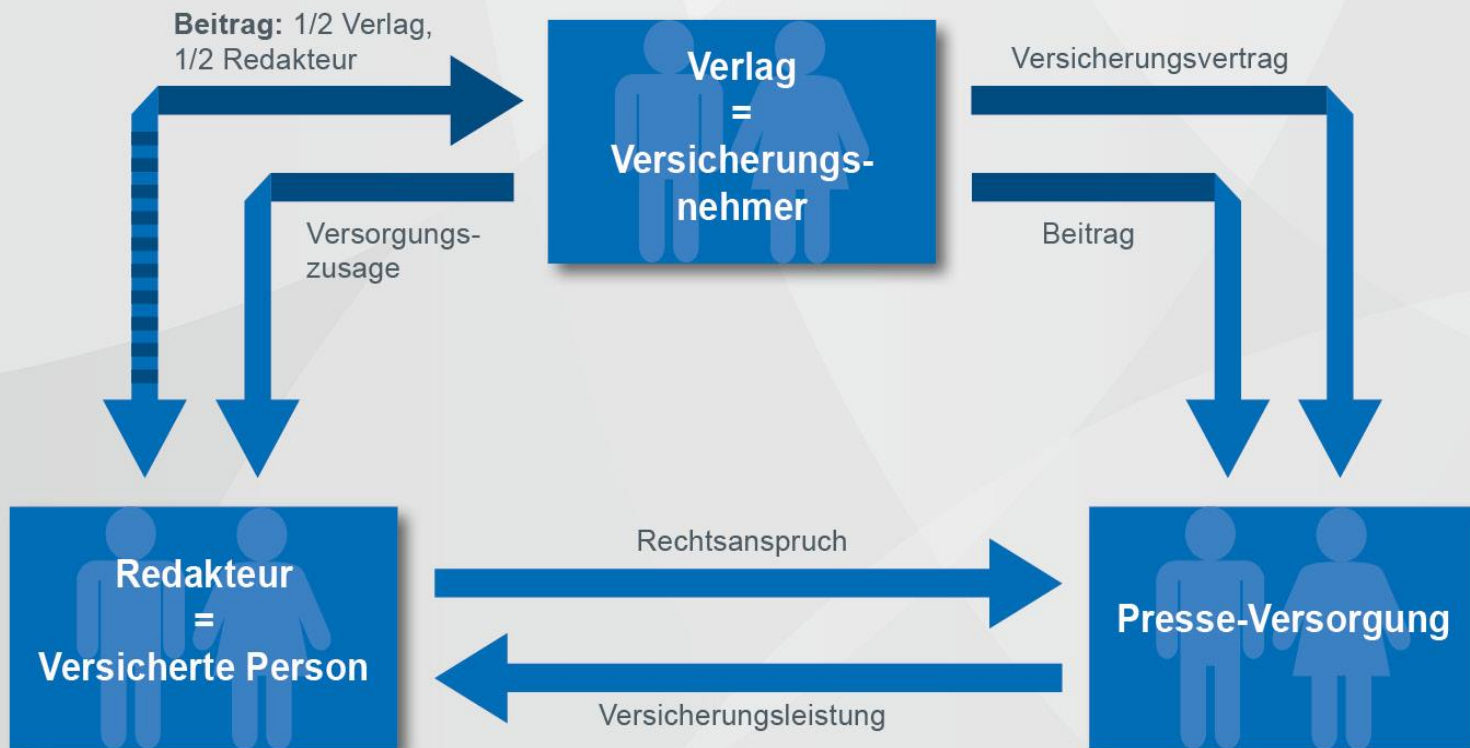 Beitrag: 1/2 Verlag,
1/2 Redakteur
Verlag
=
Versicherungs-
nehmer
Versicherungsvertrag
Versorgungs-
zusage
Beitrag
Redakteur
=
Versicherte Person
Rechtsanspruch
Versicherungsleistung
Presse-Versorgung